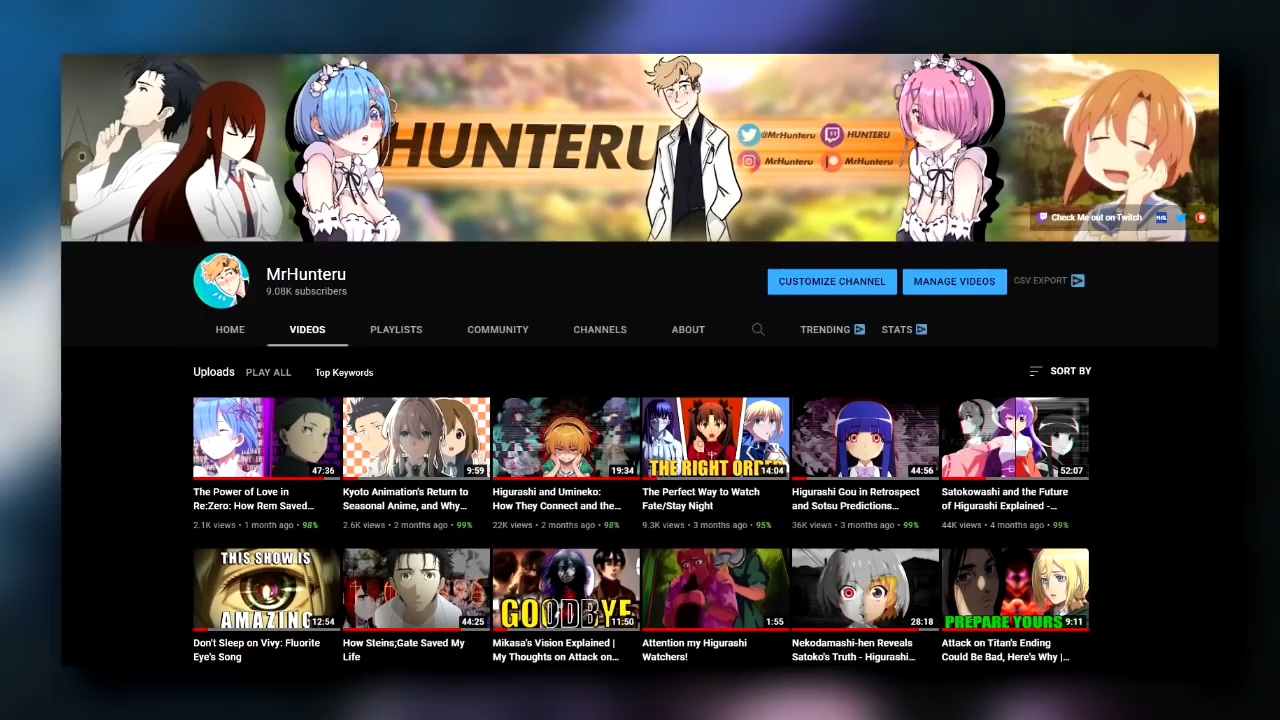 HUNTERU
@MrHunteru HUNTERU
MrHunteru MrHunteru
Check Me out on Twitch MAL
MrHunteru
9.08K subscribers
CUSTOMIZE CHANNEL MANAGE VIDEOS CSV EXPORT
HOME VIDEOS PLAYLISTS COMMUNITY CHANNELS ABOUT TRENDING STATS
Uploads PLAY ALL Top Keywords SORT BY
THE RIGHT ORDER
47:36 9:59 19:34 14:04 44:56 52:07
The Power of Love in Kyoto Animation's Return to Higurashi and Umineko: The Perfect Way to Watch Higurashi Gou in Retrospect Satokowashi and the Future
Re:Zero: How Rem Saved... Seasonal Anime, and Why... How They Connect and the... Fate/Stay Night and Sotsu Predictions... of Higurashi Explained -...
2.1K views • 1 month ago • 98% 2.6K views • 2 months ago • 99% 22K views • 2 months ago • 98% 9.3K views • 3 months ago • 95% 36K views • 3 months ago • 99% 44K views • 4 months ago • 99%
THIS SHOW IS
AMAZING GOODBYE PREPARE YOURS
12:54 44:25 11:50 1:55 28:18 9:11
Don't Sleep on Vivy: Fluorite How Steins;Gate Saved My Mikasa's Vision Explained | Attention my Higurashi Nekodamashi-hen Reveals Attack on Titan's Ending
Eye's Song Life My Thoughts on Attack on... Watchers! Satoko's Truth - Higurashi... Could Be Bad, Here's Why |...